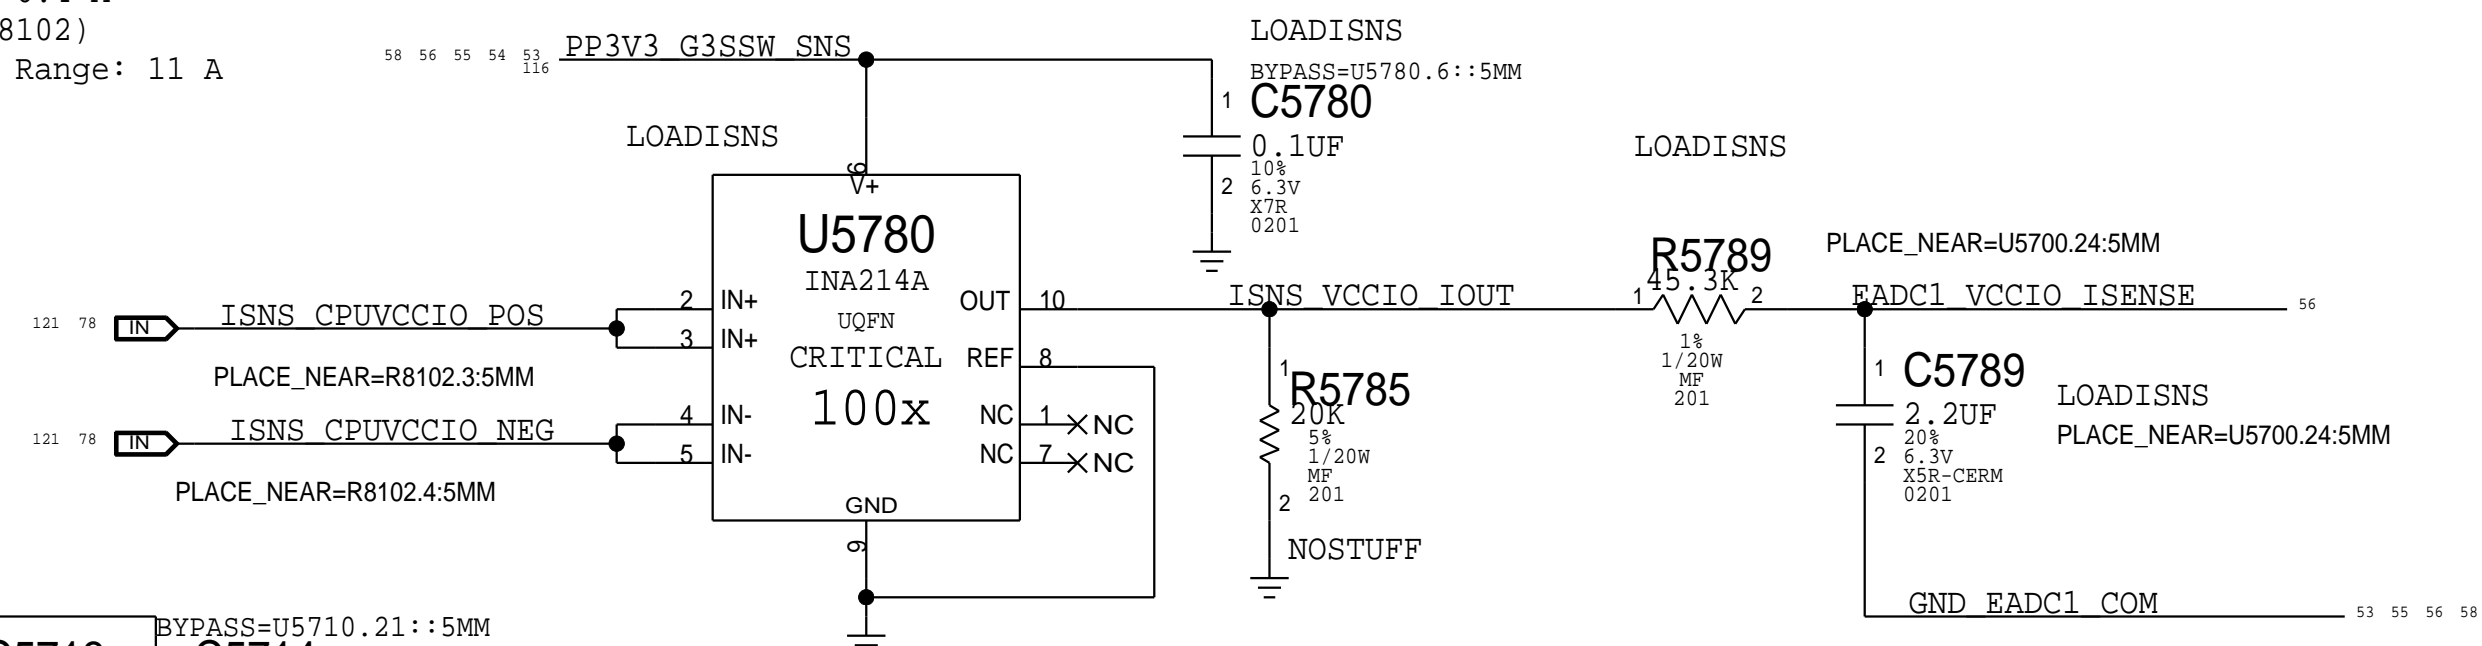 8102)
Range: 11 A
58 56 55 54 53
116
PP3V3_G3SSW_SNS
LOADISNS
BYPASS=U5780.6::5MM
1
C5780
0.1UF
10%
2
6.3V
X7R
0201
LOADISNS
6
V+
U5780
INA214A
UQFN
CRITICAL
100x
2 IN+
3 IN+
4 IN-
5 IN-
OUT 10
REF 8
NC 1 NC
NC 7 NC
GND
9
121 78 IN ISNS_CPUVCCIO_POS
PLACE_NEAR=R8102.3:5MM
121 78 IN ISNS_CPUVCCIO_NEG
PLACE_NEAR=R8102.4:5MM
ISNS_VCCIO_IOUT
1
R5785
20K
5%
1/20W
MF
201
2
NOSTUFF
LOADISNS
R5789
45.3K
1 2
1%
1/20W
MF
201
PLACE_NEAR=U5700.24:5MM
EADC1_VCCIO_ISENSE 56
1
C5789
2.2UF
20%
2
6.3V
X5R-CERM
0201
LOADISNS
PLACE_NEAR=U5700.24:5MM
GND_EADC1_COM 53 55 56 58
BYPASS=U5710.21::5MM